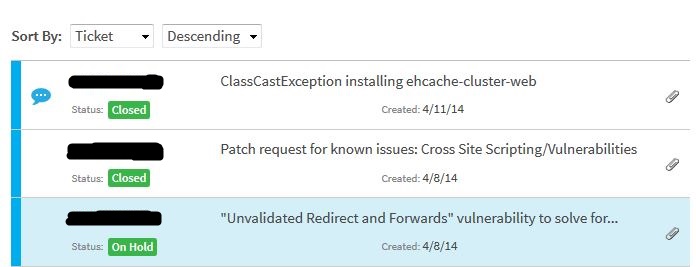 Sort By: Ticket Descending
ClassCastException installing ehcache-cluster-web
Status: Closed Created: 4/11/14
Patch request for known issues: Cross Site Scripting/Vulnerabilities
Status: Closed Created: 4/8/14
"Unvalidated Redirect and Forwards" vulnerability to solve for...
Status: On Hold Created: 4/8/14